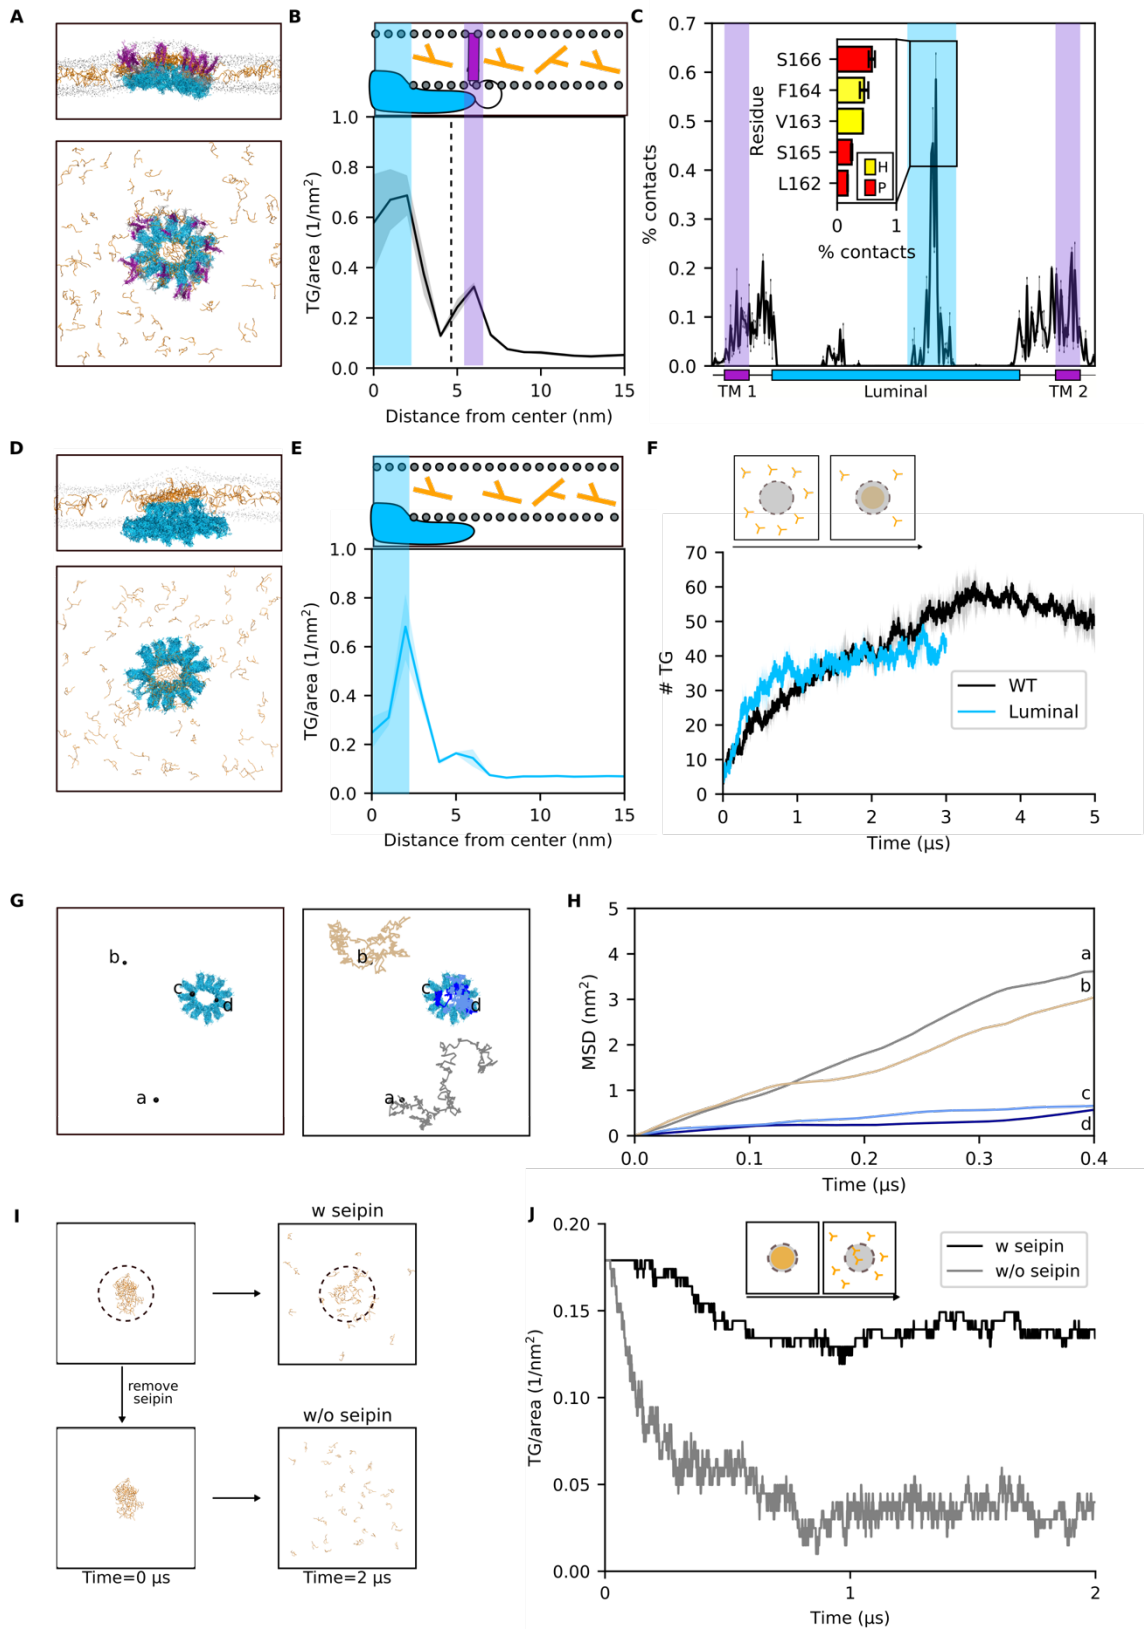 A
B
C
TG/area (1/nm²)
1.0
0.8
0.6
0.4
0.2
0.0
0
5
10
15
Distance from center (nm)
% contacts
0.7
0.6
0.5
0.4
0.3
0.2
0.1
0.0
Residue
S166
F164
V163
S165
L162
H
P
0
1
% contacts
TM 1
Luminal
TM 2
D
E
F
TG/area (1/nm²)
1.0
0.8
0.6
0.4
0.2
0.0
0
5
10
15
Distance from center (nm)
# TG
70
60
50
40
30
20
10
0
WT
Luminal
0
1
2
3
4
5
Time (μs)
G
b
c
d
a
b
c
d
a
H
MSD (nm²)
5
4
3
2
1
0
a
b
c
d
0.0
0.1
0.2
0.3
0.4
Time (μs)
I
w seipin
remove
seipin
w/o seipin
Time=0 μs
Time=2 μs
J
TG/area (1/nm²)
0.20
0.15
0.10
0.05
0.00
w seipin
w/o seipin
0
1
2
Time (μs)